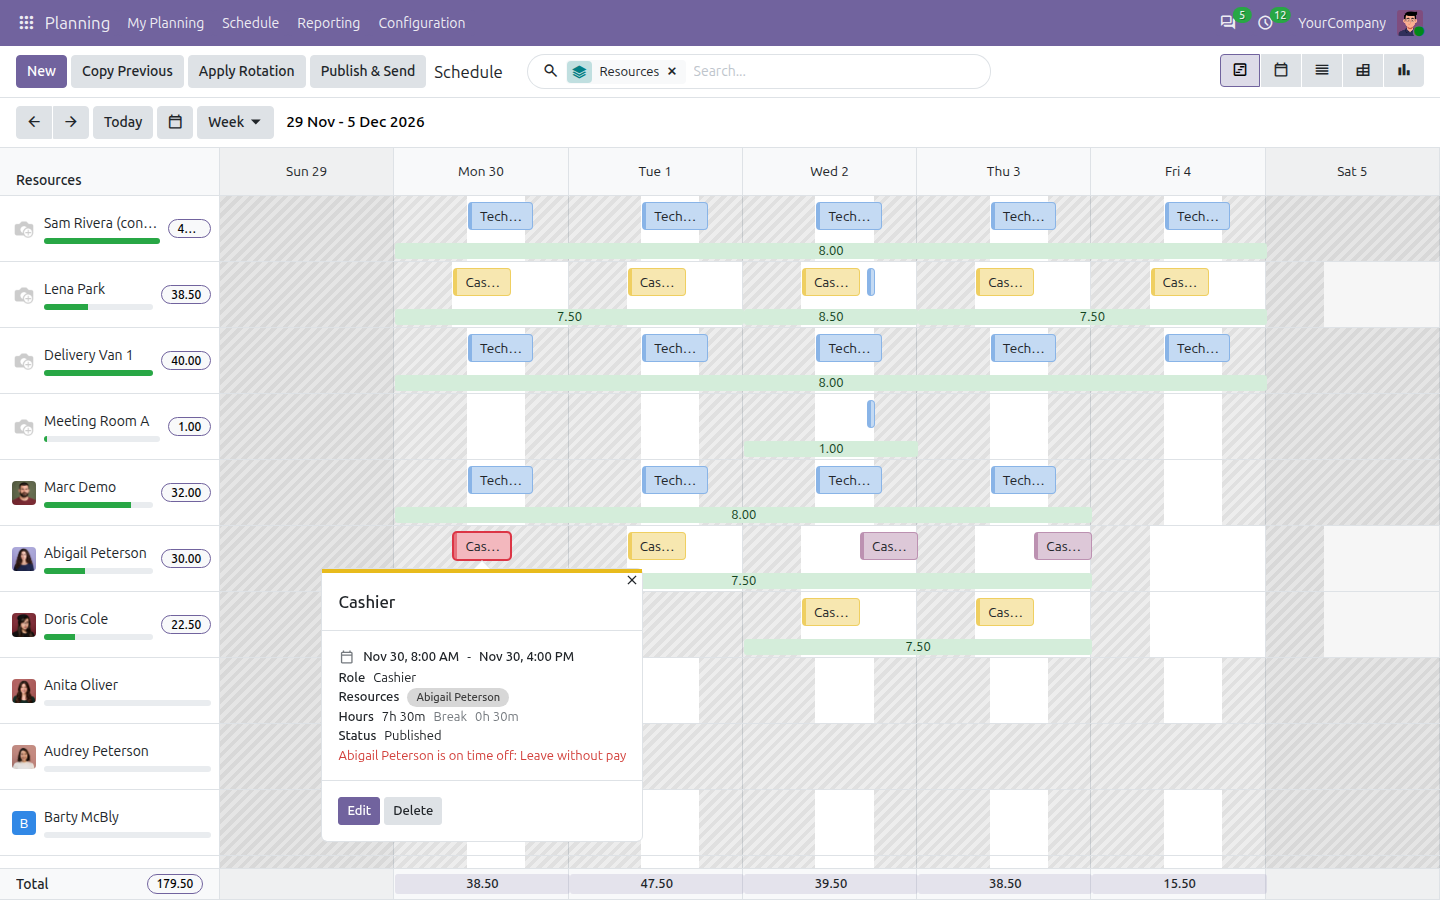 Planning My Planning Schedule Reporting Configuration 5 12 YourCompany
New Copy Previous Apply Rotation Publish & Send Schedule Resources × Search...
Today Week 29 Nov - 5 Dec 2026
Resources Sun 29 Mon 30 Tue 1 Wed 2 Thu 3 Fri 4 Sat 5
Sam Rivera (con... 4... Tech... Tech... Tech... Tech... Tech...
8.00
Lena Park 38.50 Cas... Cas... Cas... Cas... Cas...
7.50 8.50 7.50
Delivery Van 1 40.00 Tech... Tech... Tech... Tech... Tech...
8.00
Meeting Room A 1.00
1.00
Marc Demo 32.00 Tech... Tech... Tech... Tech...
8.00
Abigail Peterson 30.00 Cas... Cas... Cas... Cas...
7.50
Doris Cole 22.50 Cas... Cas...
7.50
Anita Oliver
Audrey Peterson
B Barty McBly
Cashier
Nov 30, 8:00 AM - Nov 30, 4:00 PM
Role Cashier
Resources Abigail Peterson
Hours 7h 30m Break 0h 30m
Status Published
Abigail Peterson is on time off: Leave without pay
Edit Delete
Total 179.50 38.50 47.50 39.50 38.50 15.50